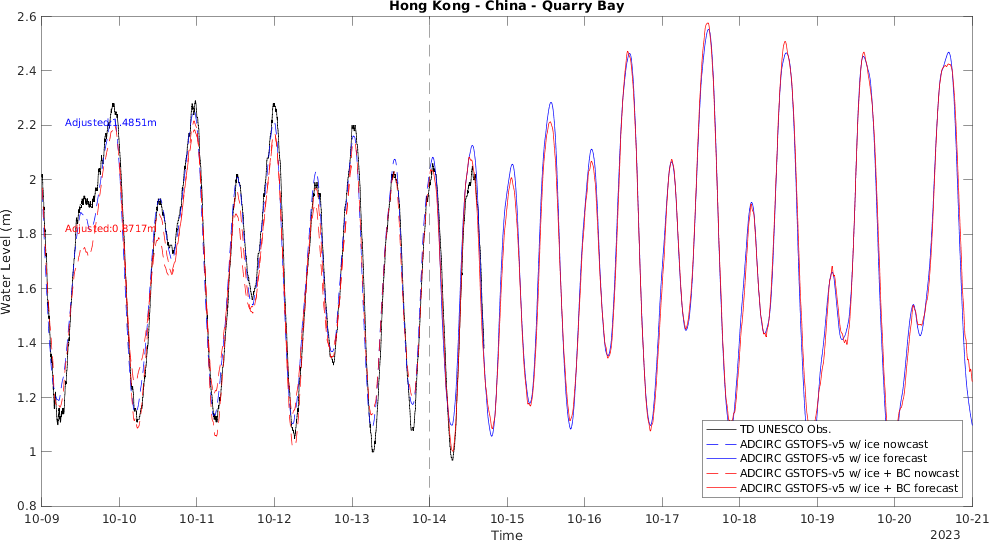 Hong Kong - China - Quarry Bay
2.6
2.4
2.2
2
1.8
1.6
1.4
1.2
1
0.8
Water Level (m)
Adjusted:1.4851m
Adjusted:0.8717m
TD UNESCO Obs.
ADCIRC GSTOFS-v5 w/ ice nowcast
ADCIRC GSTOFS-v5 w/ ice forecast
ADCIRC GSTOFS-v5 w/ ice + BC nowcast
ADCIRC GSTOFS-v5 w/ ice + BC forecast
10-09 10-10 10-11 10-12 10-13 10-14 10-15 10-16 10-17 10-18 10-19 10-20 10-21
Time
2023